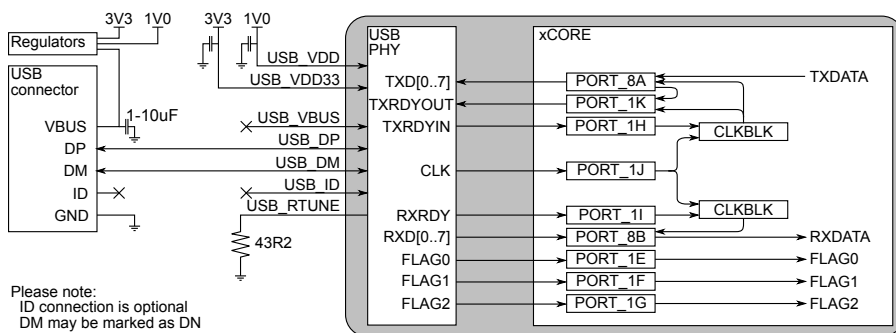 3V3 1V0
Regulators
USB
connector
1-10uF
VBUS
DP
DM
ID
GND
3V3 1V0
USB_VDD
USB_VDD33
USB_VBUS
USB_DP
USB_DM
USB_ID
USB_RTUNE
43R2
Please note:
ID connection is optional
DM may be marked as DN
USB
PHY
TXD[0..7]
TXRDYOUT
TXRDYIN
CLK
RXRDY
RXD[0..7]
FLAG0
FLAG1
FLAG2
xCORE
PORT_8A
PORT_1K
PORT_1H
PORT_1J
PORT_1I
PORT_8B
PORT_1E
PORT_1F
PORT_1G
CLKBLK
CLKBLK
TXDATA
RXDATA
FLAG0
FLAG1
FLAG2